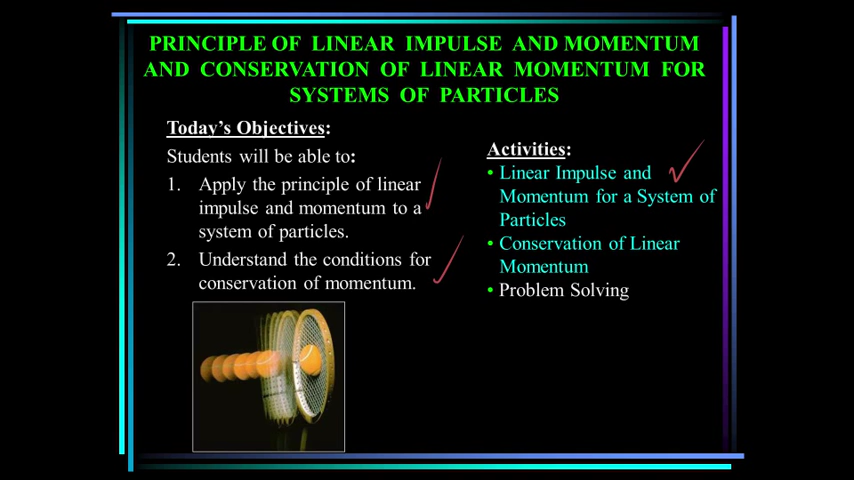 PRINCIPLE OF LINEAR IMPULSE AND MOMENTUM
AND CONSERVATION OF LINEAR MOMENTUM FOR
SYSTEMS OF PARTICLES
Today's Objectives:
Students will be able to:
1. Apply the principle of linear
impulse and momentum to a
system of particles.
2. Understand the conditions for
conservation of momentum.
Activities:
• Linear Impulse and
Momentum for a System of
Particles
• Conservation of Linear
Momentum
• Problem Solving